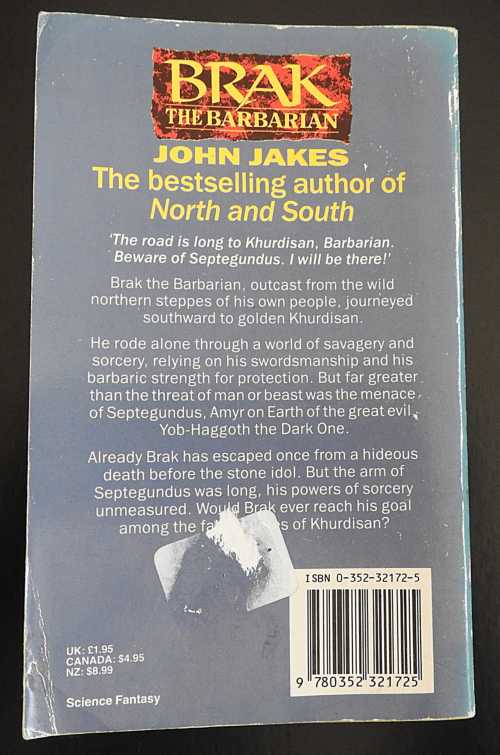 BRAK
THE BARBARIAN
JOHN JAKES
The bestselling author of
North and South
'The road is long to Khurdisan, Barbarian.
Beware of Septegundus. I will be there!'
Brak the Barbarian, outcast from the wild
northern steppes of his own people, journeyed
southward to golden Khurdisan.
He rode alone through a world of savagery and
sorcery, relying on his swordsmanship and his
barbaric strength for protection. But far greater
than the threat of man or beast was the menace
of Septegundus, Amyr on Earth of the great evil,
Yob-Haggoth the Dark One.
Already Brak has escaped once from a hideous
death before the stone idol. But the arm of
Septegundus was long, his powers of sorcery
unmeasured. Would Brak ever reach his goal
among the of Khurdisan?
ISBN 0-352-32172-5
9 780352 321725
UK: £1.95
CANADA: $4.95
NZ: $8.99
Science Fantasy